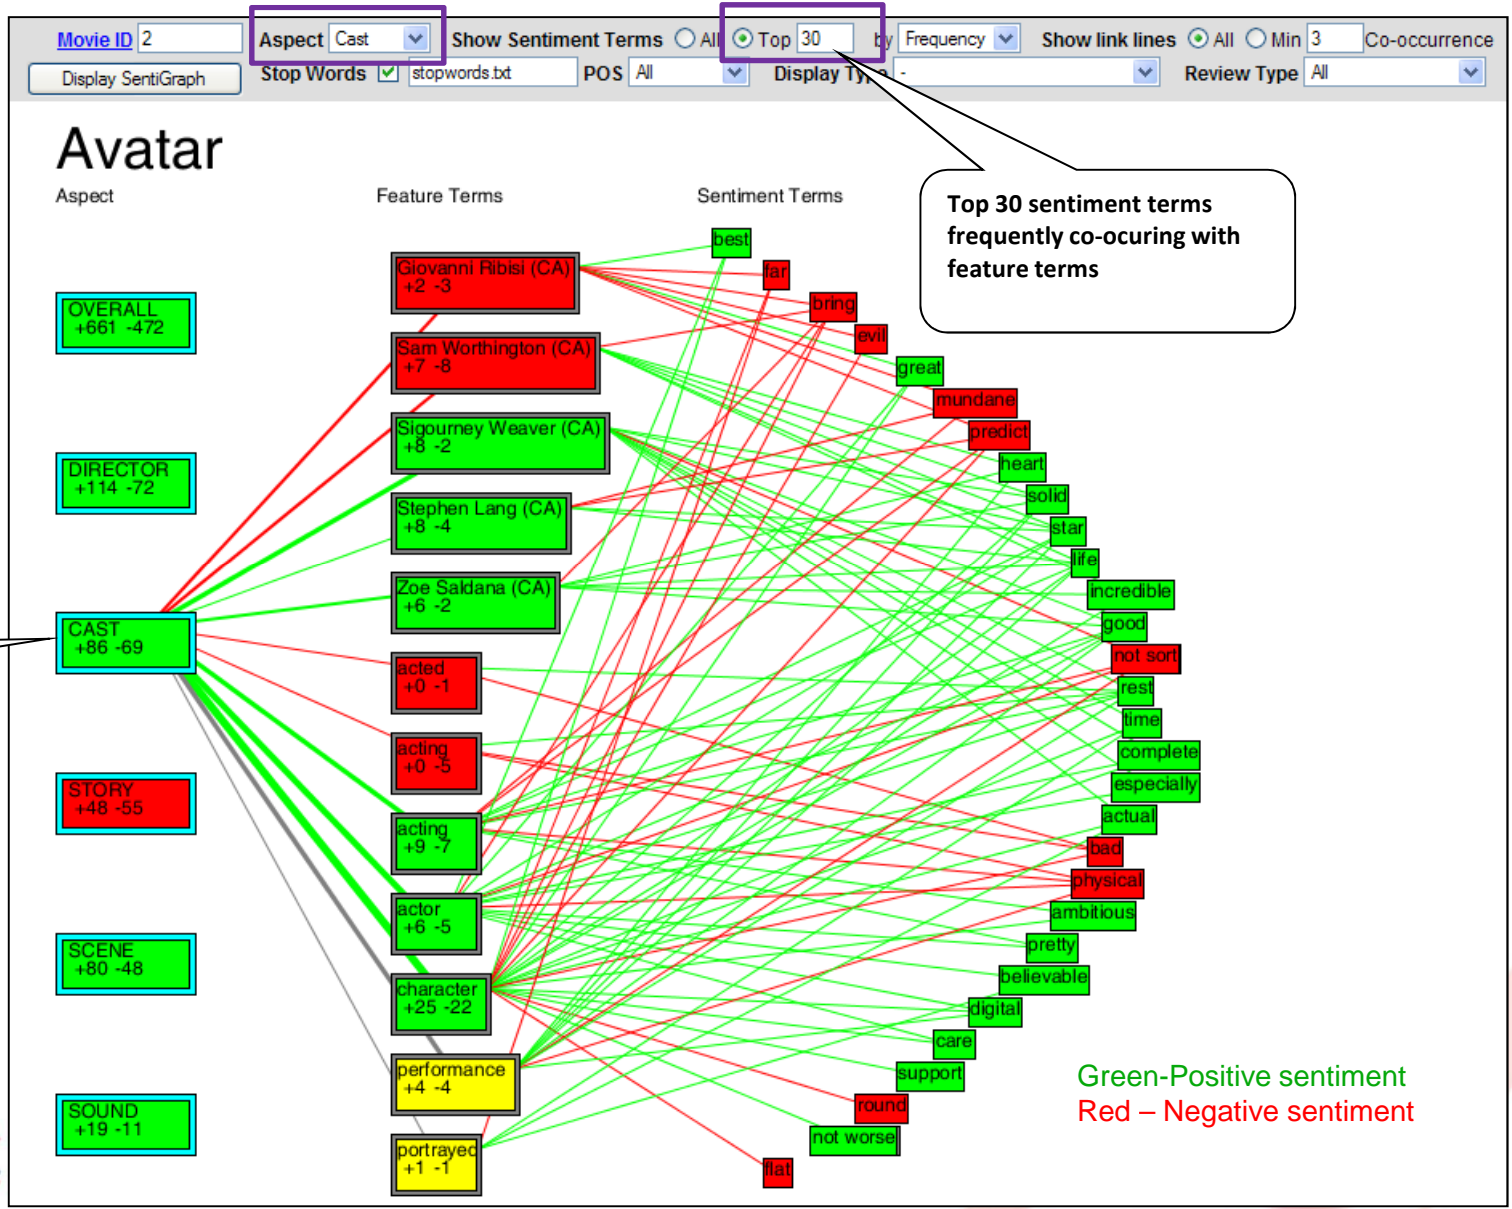 Movie ID 2 Aspect Cast Show Sentiment Terms All Top 30 by Frequency Show link lines All Min 3 Co-occurrence
Display SentiGraph Stop Words stopwords.txt POS All Display Type - Review Type All
Avatar
Aspect Feature Terms Sentiment Terms
Top 30 sentiment terms
frequently co-ocuring with
feature terms
OVERALL
+661 -472
DIRECTOR
+114 -72
CAST
+86 -69
STORY
+48 -55
SCENE
+80 -48
SOUND
+19 -11
Giovanni Ribisi (CA)
+2 -3
Sam Worthington (CA)
+7 -8
Sigourney Weaver (CA)
+8 -2
Stephen Lang (CA)
+8 -4
Zoe Saldana (CA)
+6 -2
acted
+0 -1
acting
+0 -5
acting
+9 -7
actor
+6 -5
character
+25 -22
performance
+4 -4
portrayed
+1 -1
best
far
bring
evil
great
mundane
predict
heart
solid
star
life
incredible
good
not sort
rest
time
complete
especially
actual
bad
physical
ambitious
pretty
believable
digital
care
support
round
not worse
flat
Green-Positive sentiment
Red – Negative sentiment